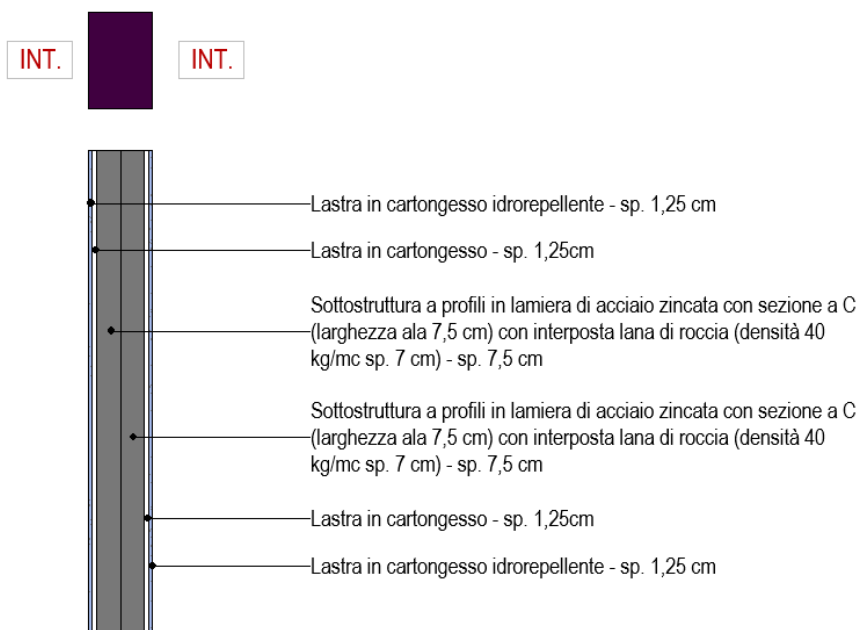 INT. INT.
Lastra in cartongesso idrorepellente - sp. 1,25 cm
Lastra in cartongesso - sp. 1,25cm
Sottostruttura a profili in lamiera di acciaio zincata con sezione a C
(larghezza ala 7,5 cm) con interposta lana di roccia (densità 40
kg/mc sp. 7 cm) - sp. 7,5 cm
Sottostruttura a profili in lamiera di acciaio zincata con sezione a C
(larghezza ala 7,5 cm) con interposta lana di roccia (densità 40
kg/mc sp. 7 cm) - sp. 7,5 cm
Lastra in cartongesso - sp. 1,25cm
Lastra in cartongesso idrorepellente - sp. 1,25 cm